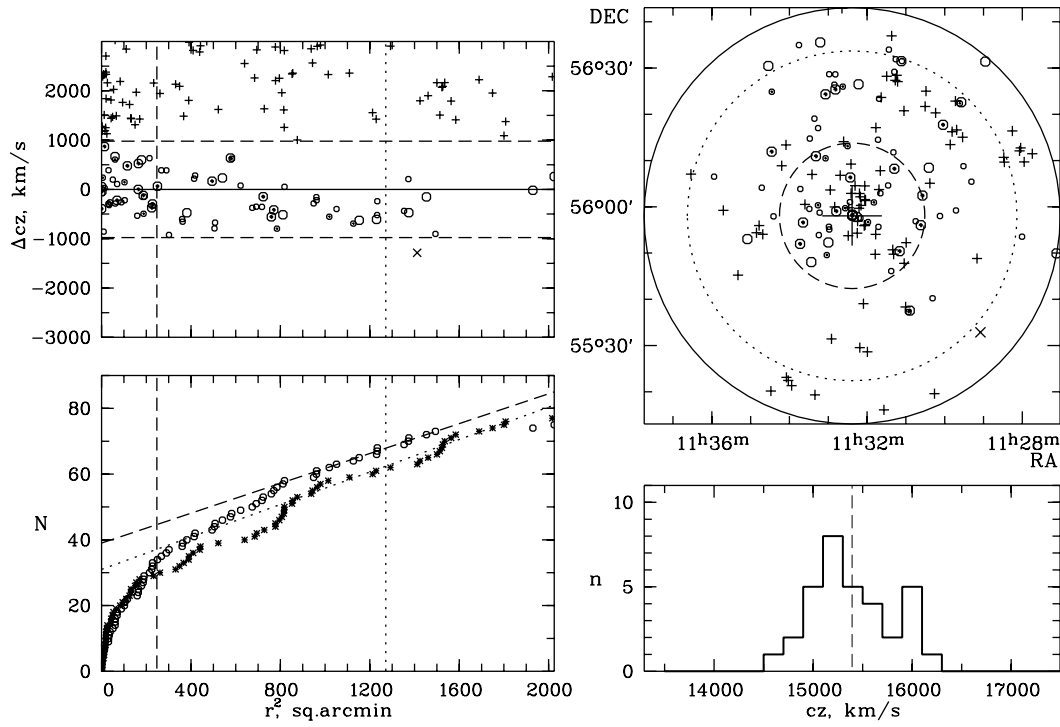 Δcz, km/s
2000
1000
0
−1000
−2000
−3000
N
80
60
40
20
0
0 400 800 1200 1600 2000
r², sq.arcmin
DEC
56°30′
56°00′
55°30′
11ʰ36ᵐ 11ʰ32ᵐ 11ʰ28ᵐ
RA
n
10
5
0
14000 15000 16000 17000
cz, km/s